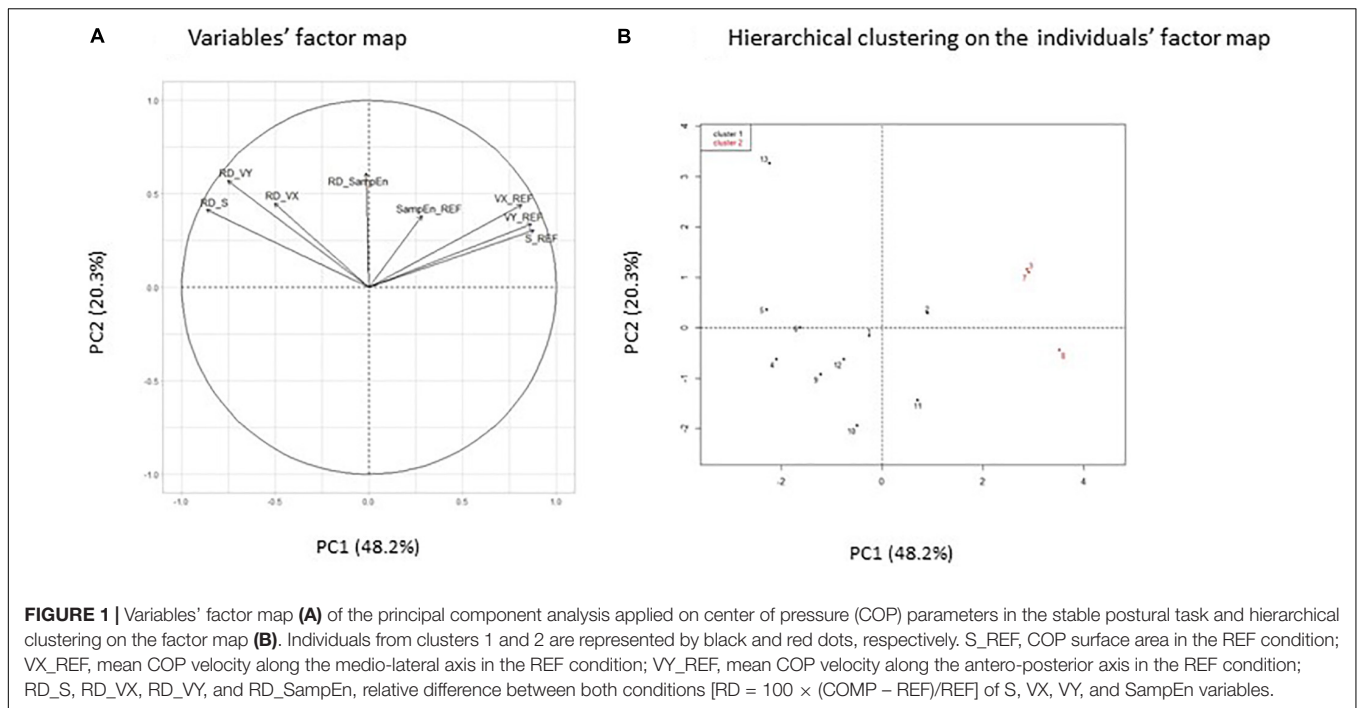 A
Variables' factor map
B
Hierarchical clustering on the individuals' factor map
1.0
0.5
0.0
-0.5
-1.0
-1.0
-0.5
0.0
0.5
1.0
RD_VY
RD_S
RD_VX
RD_SampEn
SampEn_REF
VX_REF
VY_REF
S_REF
PC2 (20.3%)
PC1 (48.2%)
cluster 1
cluster 2
4
3
2
1
0
-1
-2
-2
0
2
4
13
3
7
8
5
6
1
2
4
12
9
11
10
PC2 (20.3%)
PC1 (48.2%)
FIGURE 1 | Variables' factor map (A) of the principal component analysis applied on center of pressure (COP) parameters in the stable postural task and hierarchical
clustering on the factor map (B). Individuals from clusters 1 and 2 are represented by black and red dots, respectively. S_REF, COP surface area in the REF condition;
VX_REF, mean COP velocity along the medio-lateral axis in the REF condition; VY_REF, mean COP velocity along the antero-posterior axis in the REF condition;
RD_S, RD_VX, RD_VY, and RD_SampEn, relative difference between both conditions [RD = 100 × (COMP – REF)/REF] of S, VX, VY, and SampEn variables.